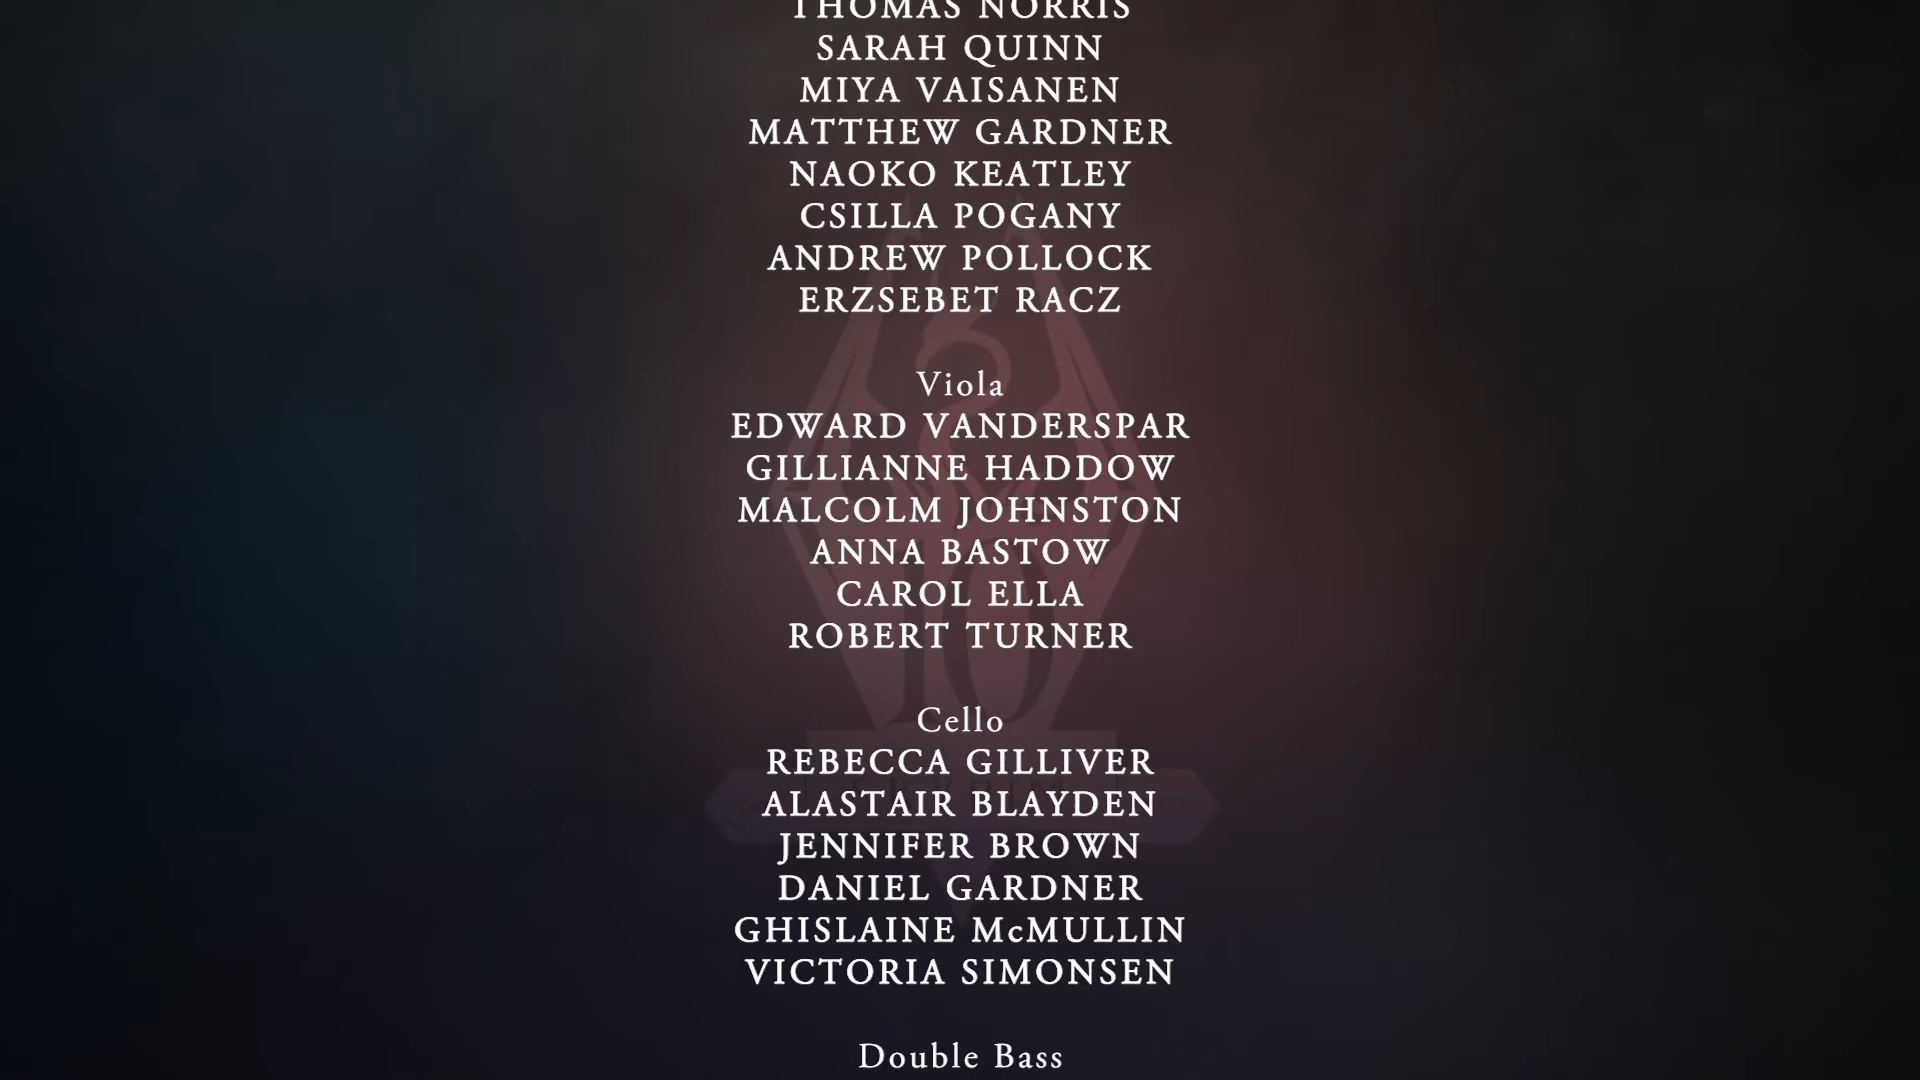 THOMAS NORRIS
SARAH QUINN
MIYA VAISANEN
MATTHEW GARDNER
NAOKO KEATLEY
CSILLA POGANY
ANDREW POLLOCK
ERZSEBET RACZ
Viola
EDWARD VANDERSPAR
GILLIANNE HADDOW
MALCOLM JOHNSTON
ANNA BASTOW
CAROL ELLA
ROBERT TURNER
Cello
REBECCA GILLIVER
ALASTAIR BLAYDEN
JENNIFER BROWN
DANIEL GARDNER
GHISLAINE McMULLIN
VICTORIA SIMONSEN
Double Bass